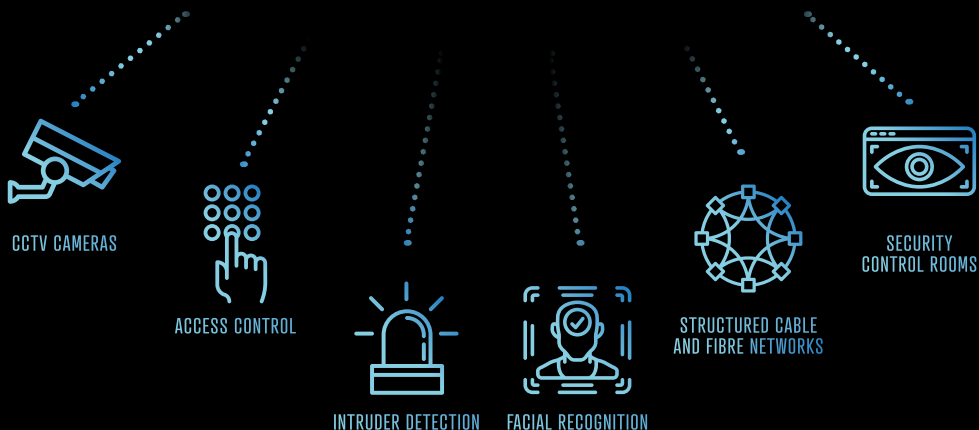 CCTV CAMERAS
ACCESS CONTROL
INTRUDER DETECTION
FACIAL RECOGNITION
STRUCTURED CABLE
AND FIBRE NETWORKS
SECURITY
CONTROL ROOMS